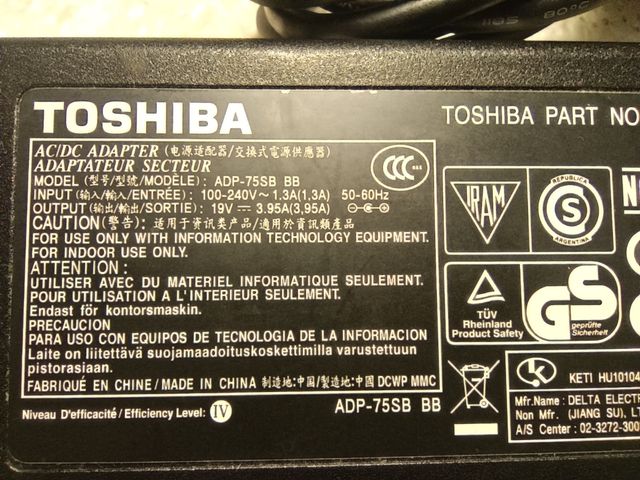 TOSHIBA
TOSHIBA PART NO
AC/DC ADAPTER (电源适配器/交換式電源供應器)
ADAPTATEUR SECTEUR
MODEL (型号/型號/MODÈLE) : ADP-75SB BB
INPUT (输入/輸入/ENTRÉE) : 100-240V~ 1.3A(1,3A) 50-60Hz
OUTPUT (输出/輸出/SORTIE) : 19V ⎓ 3.95A(3,95A)
CAUTION (警告) : 适用于资讯类产品/適用於資訊類產品
FOR USE ONLY WITH INFORMATION TECHNOLOGY EQUIPMENT.
FOR INDOOR USE ONLY.
ATTENTION :
UTILISER AVEC DU MATERIEL INFORMATIQUE SEULEMENT.
POUR UTILISATION A L'INTERIEUR SEULEMENT.
Endast för kontorsmaskin.
PRECAUCION
PARA USO CON EQUIPOS DE TECNOLOGIA DE LA INFORMACION
Laite on liitettävä suojamaadoituskoskettimilla varustettuun
pistorasiaan.
FABRIQUÉ EN CHINE / MADE IN CHINA 制造地:中国/製造地:中國 DCWP MMC
Niveau D'efficacité / Efficiency Level: IV
ADP-75SB BB
CCC
IRAM
REPUBLICA
S
ARGENTINA
TÜV
Rheinland
Product Safety
GS
geprüfte
Sicherheit
KETI HU10104
Mfr.Name : DELTA ELECTR
Non Mfr. (JIANG SU), LT
A/S Center : 02-3272-300